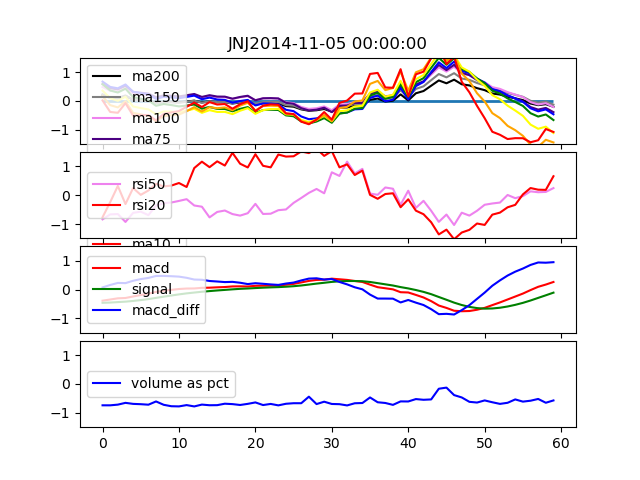 JNJ2014-11-05 00:00:00
1
0
−1
ma200
ma150
ma100
ma75
1
0
−1
rsi50
rsi20
ma10
1
0
−1
macd
signal
macd_diff
1
0
−1
volume as pct
0 10 20 30 40 50 60